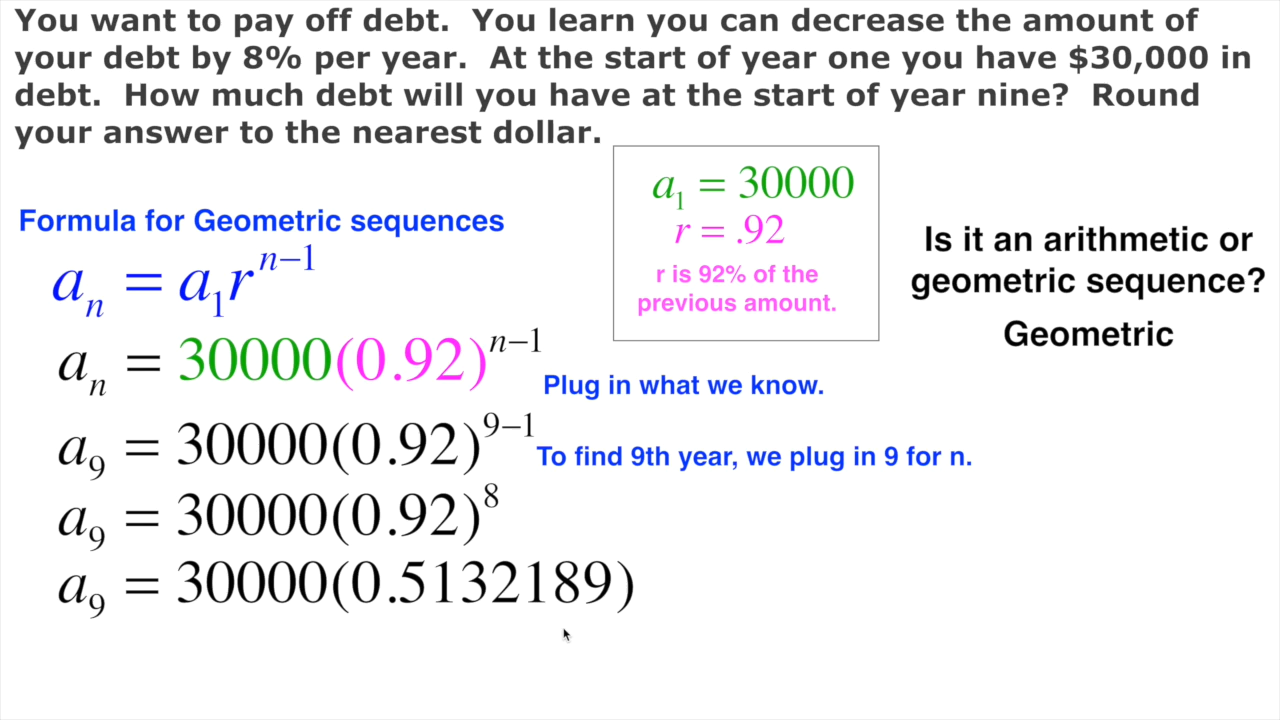 You want to pay off debt.  You learn you can decrease the amount of
your debt by 8% per year.  At the start of year one you have $30,000 in
debt.  How much debt will you have at the start of year nine?  Round
your answer to the nearest dollar.
a₁ = 30000
r = .92
r is 92% of the
previous amount.
Is it an arithmetic or
geometric sequence?
Geometric
Formula for Geometric sequences
aₙ = a₁rⁿ⁻¹
aₙ = 30000(0.92)ⁿ⁻¹
Plug in what we know.
a₉ = 30000(0.92)⁹⁻¹
To find 9th year, we plug in 9 for n.
a₉ = 30000(0.92)⁸
a₉ = 30000(0.5132189)